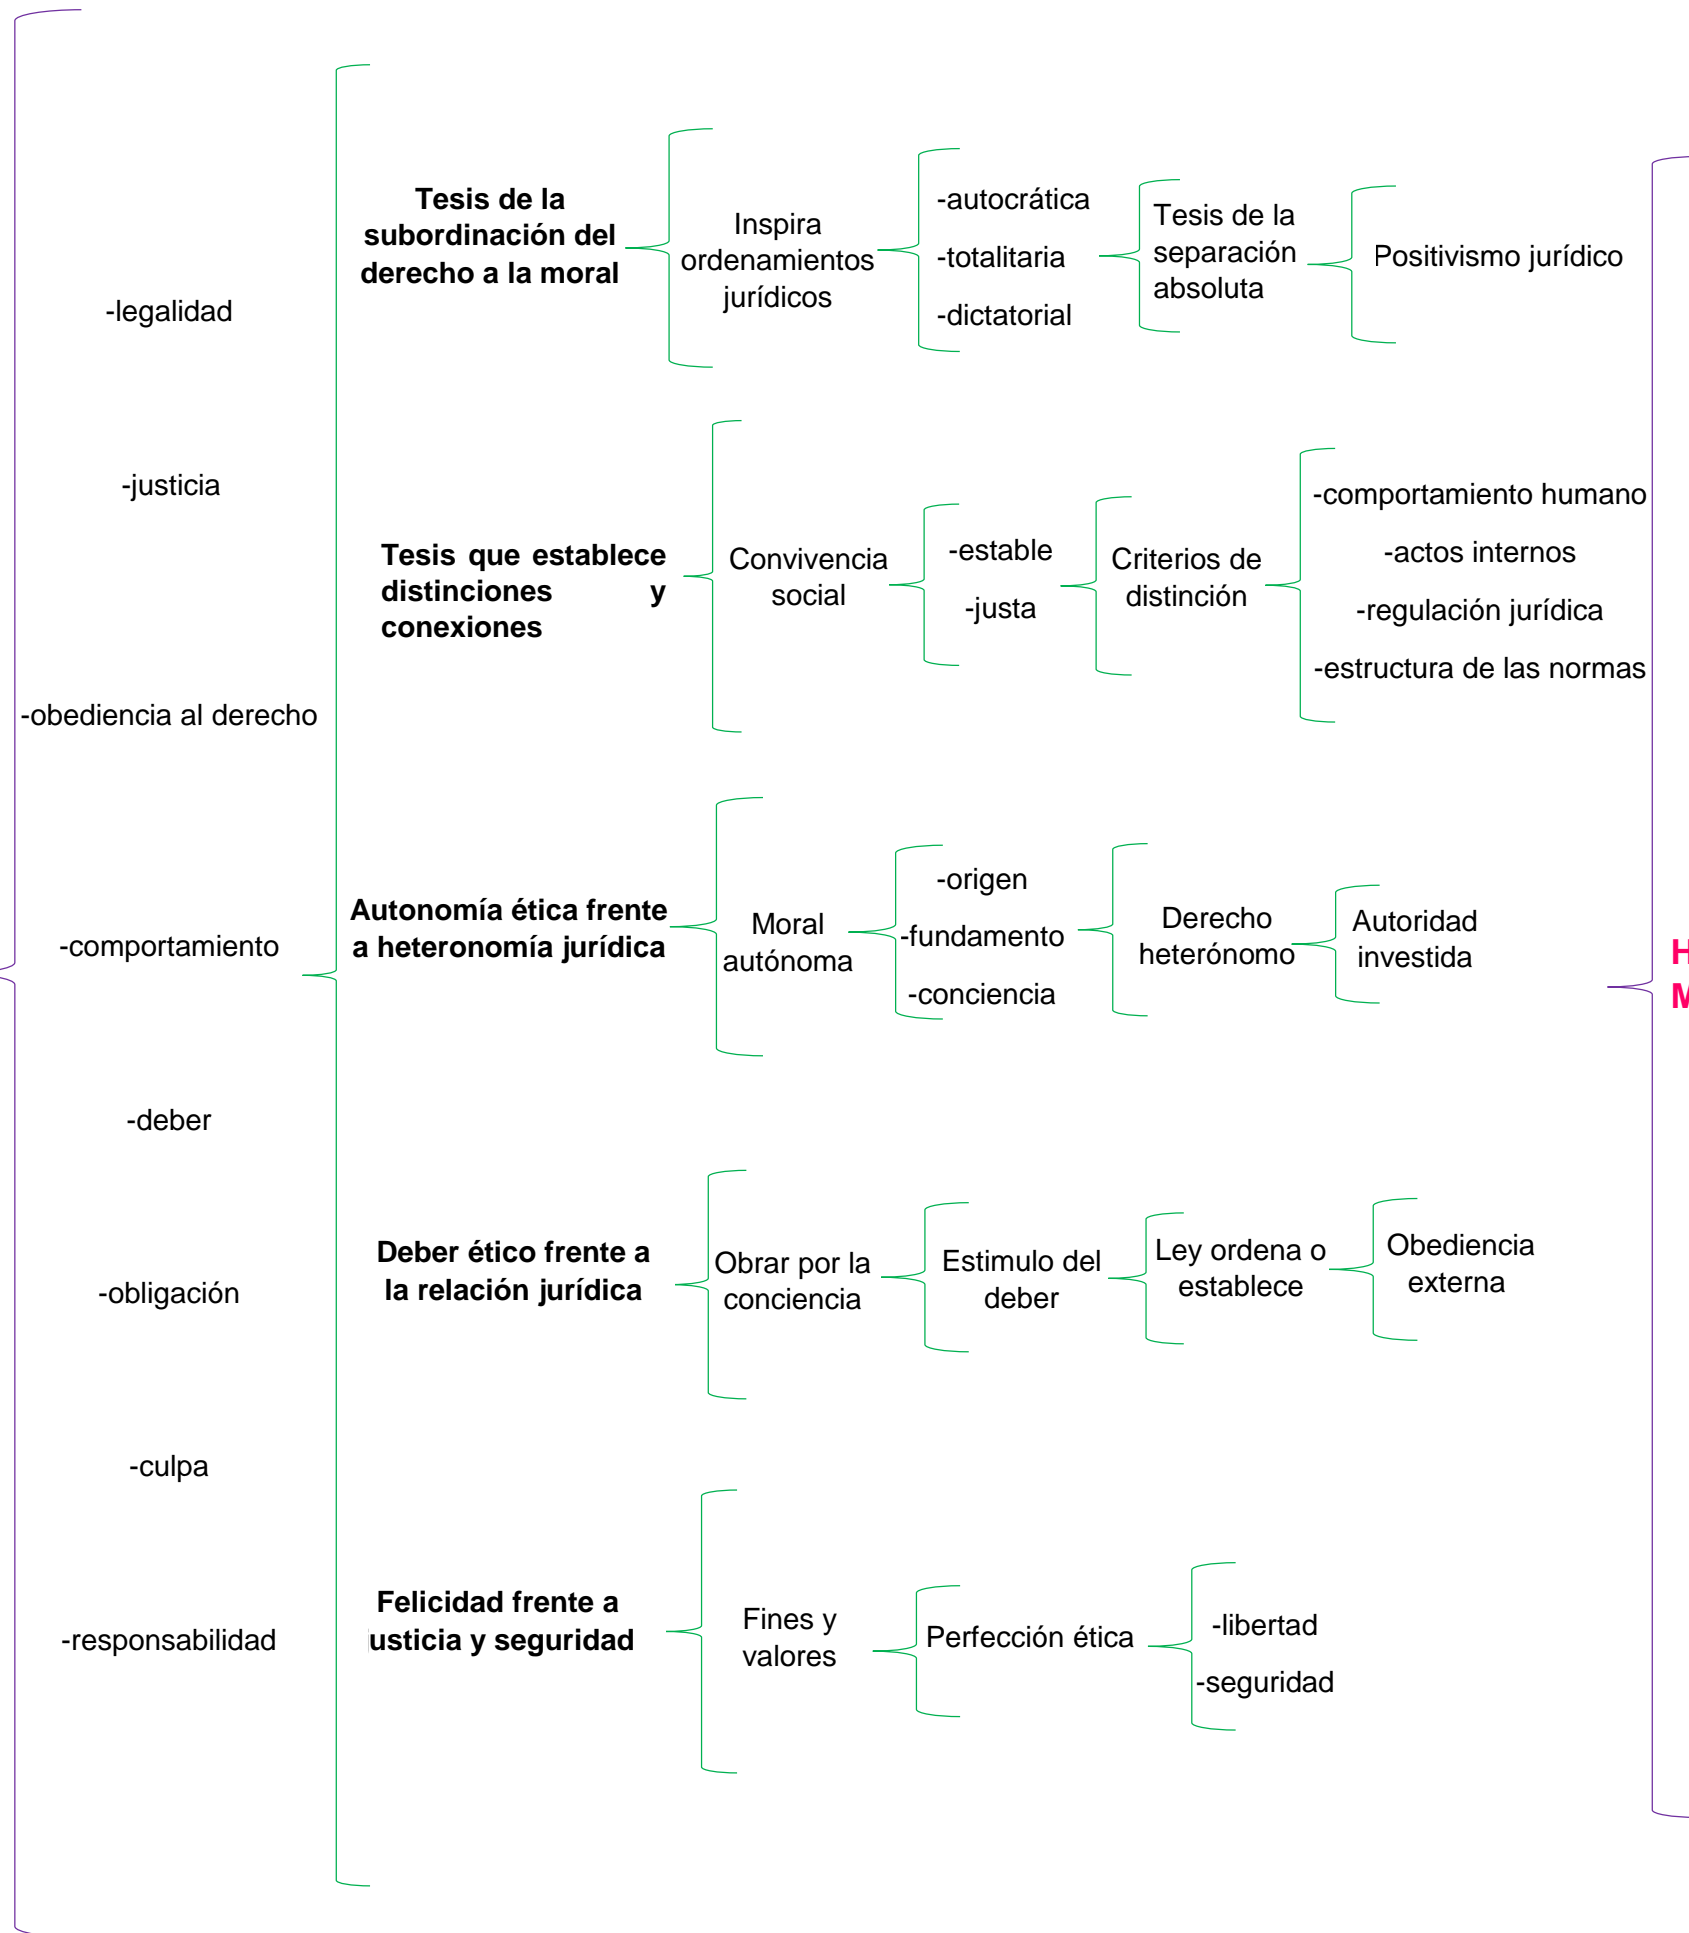 -legalidad
-justicia
-obediencia al derecho
-comportamiento
-deber
-obligación
-culpa
-responsabilidad
Tesis de la
subordinación del
derecho a la moral
Inspira
ordenamientos
jurídicos
-autocrática
-totalitaria
-dictatorial
Tesis de la
separación
absoluta
Positivismo jurídico
Tesis que establece
distinciones y
conexiones
Convivencia
social
-estable
-justa
Criterios de
distinción
-comportamiento humano
-actos internos
-regulación jurídica
-estructura de las normas
Autonomía ética frente
a heteronomía jurídica
Moral
autónoma
-origen
-fundamento
-conciencia
Derecho
heterónomo
Autoridad
investida
Deber ético frente a
la relación jurídica
Obrar por la
conciencia
Estimulo del
deber
Ley ordena o
establece
Obediencia
externa
Felicidad frente a
justicia y seguridad
Fines y
valores
Perfección ética
-libertad
-seguridad